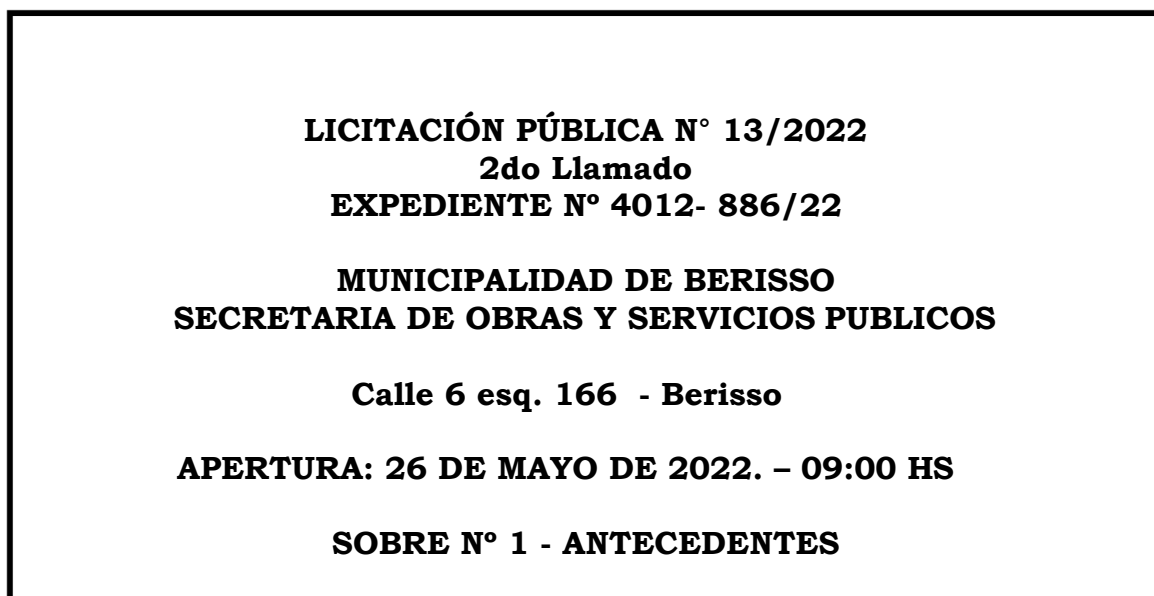 LICITACIÓN PÚBLICA N° 13/2022
2do Llamado
EXPEDIENTE Nº 4012- 886/22
MUNICIPALIDAD DE BERISSO
SECRETARIA DE OBRAS Y SERVICIOS PUBLICOS
Calle 6 esq. 166 - Berisso
APERTURA: 26 DE MAYO DE 2022. – 09:00 HS
SOBRE Nº 1 - ANTECEDENTES